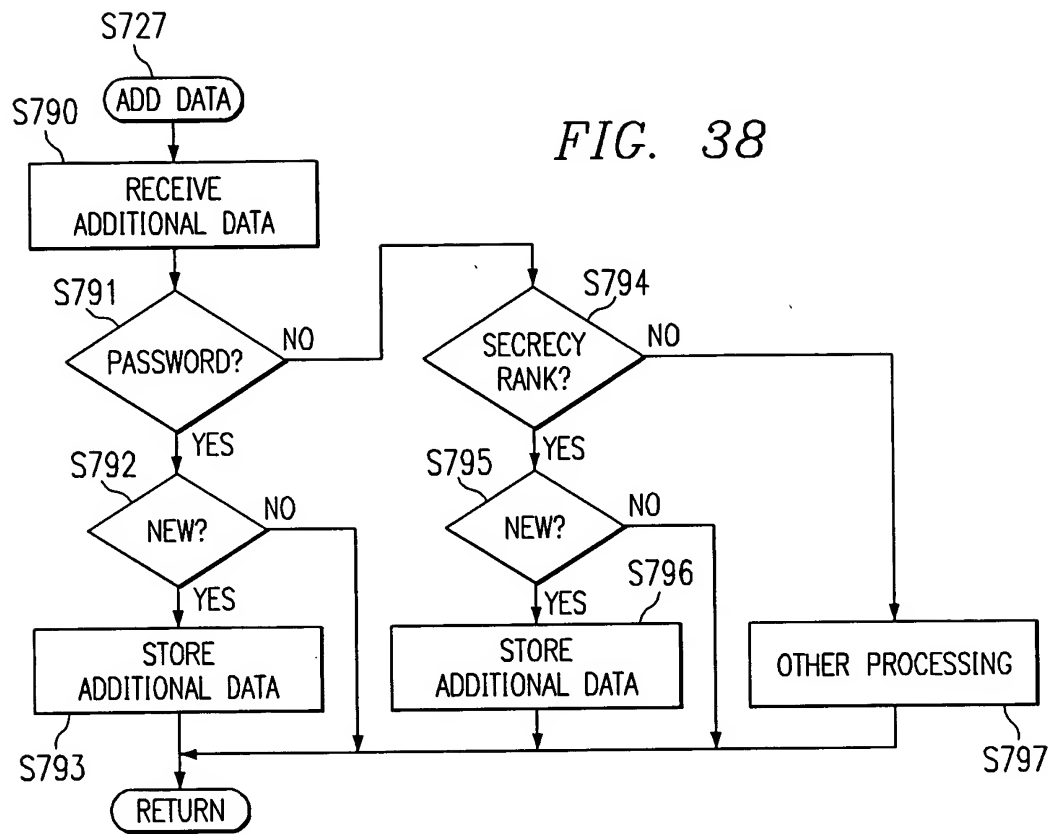 S727
ADD DATA
S790
FIG. 38
RECEIVE
ADDITIONAL DATA
S791
PASSWORD?
NO
YES
S794
SECRECY
RANK?
NO
YES
S792
NEW?
NO
YES
S795
NEW?
NO
YES
S796
STORE
ADDITIONAL DATA
S793
STORE
ADDITIONAL DATA
OTHER PROCESSING
S797
RETURN